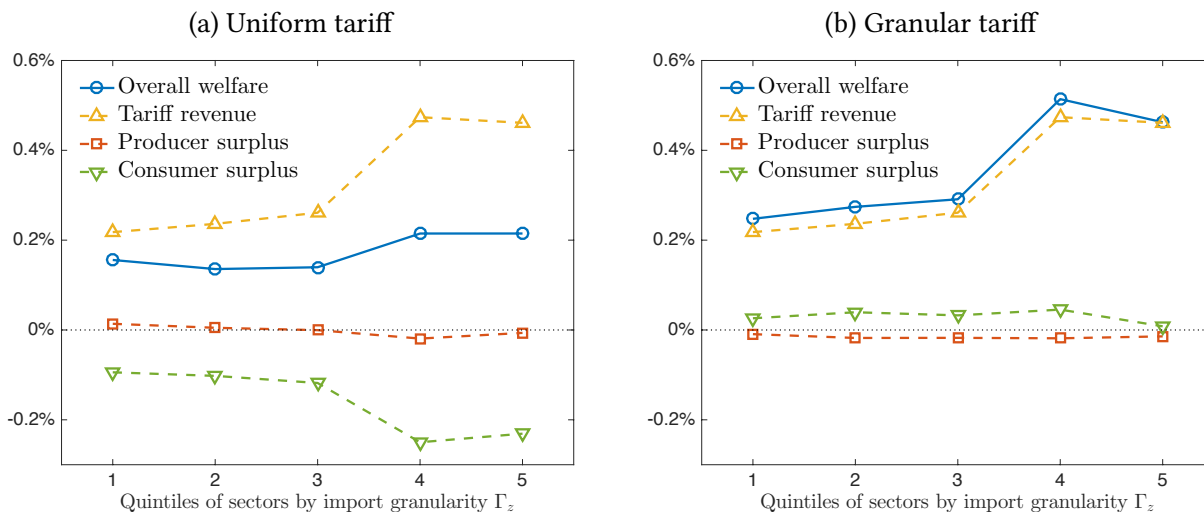 (a) Uniform tariff
0.6%
0.4%
0.2%
0%
-0.2%
Overall welfare
Tariff revenue
Producer surplus
Consumer surplus
1 2 3 4 5
Quintiles of sectors by import granularity Γz
(b) Granular tariff
0.6%
0.4%
0.2%
0%
-0.2%
Overall welfare
Tariff revenue
Producer surplus
Consumer surplus
1 2 3 4 5
Quintiles of sectors by import granularity Γz